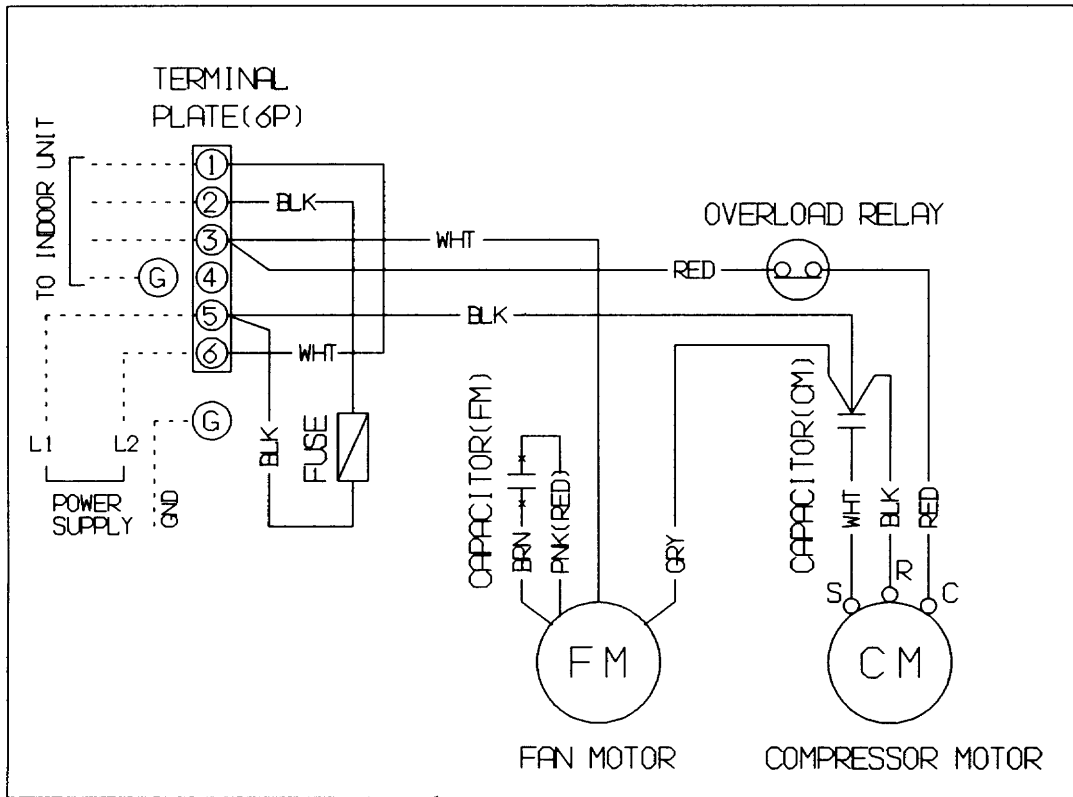 TERMINAL
PLATE(6P)
TO INDOOR UNIT
1
2
BLK
OVERLOAD RELAY
3
WHT
RED
G
4
5
BLK
6
WHT
CAPACITOR(FM)
CAPACITOR(CM)
G
L1
L2
BLK
FUSE
POWER
SUPPLY
GND
BRN
PNK(RED)
GRY
WHT
BLK
RED
S
R
C
FM
CM
FAN MOTOR
COMPRESSOR MOTOR